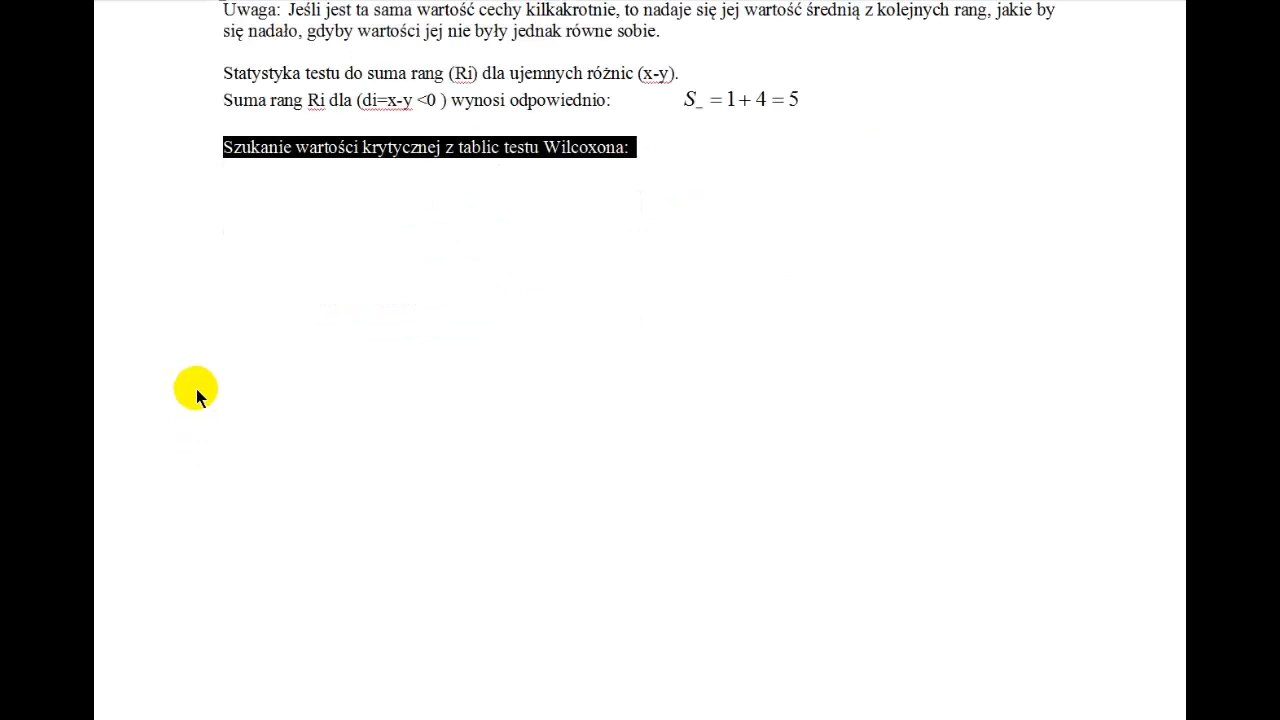 Uwaga: Jeśli jest ta sama wartość cechy kilkakrotnie, to nadaje się jej wartość średnią z kolejnych rang, jakie by
się nadało, gdyby wartości jej nie były jednak równe sobie.
Statystyka testu do suma rang (Ri) dla ujemnych różnic (x-y).
Suma rang Ri dla (di=x-y <0 ) wynosi odpowiednio: S_ = 1 + 4 = 5
Szukanie wartości krytycznej z tablic testu Wilcoxona: